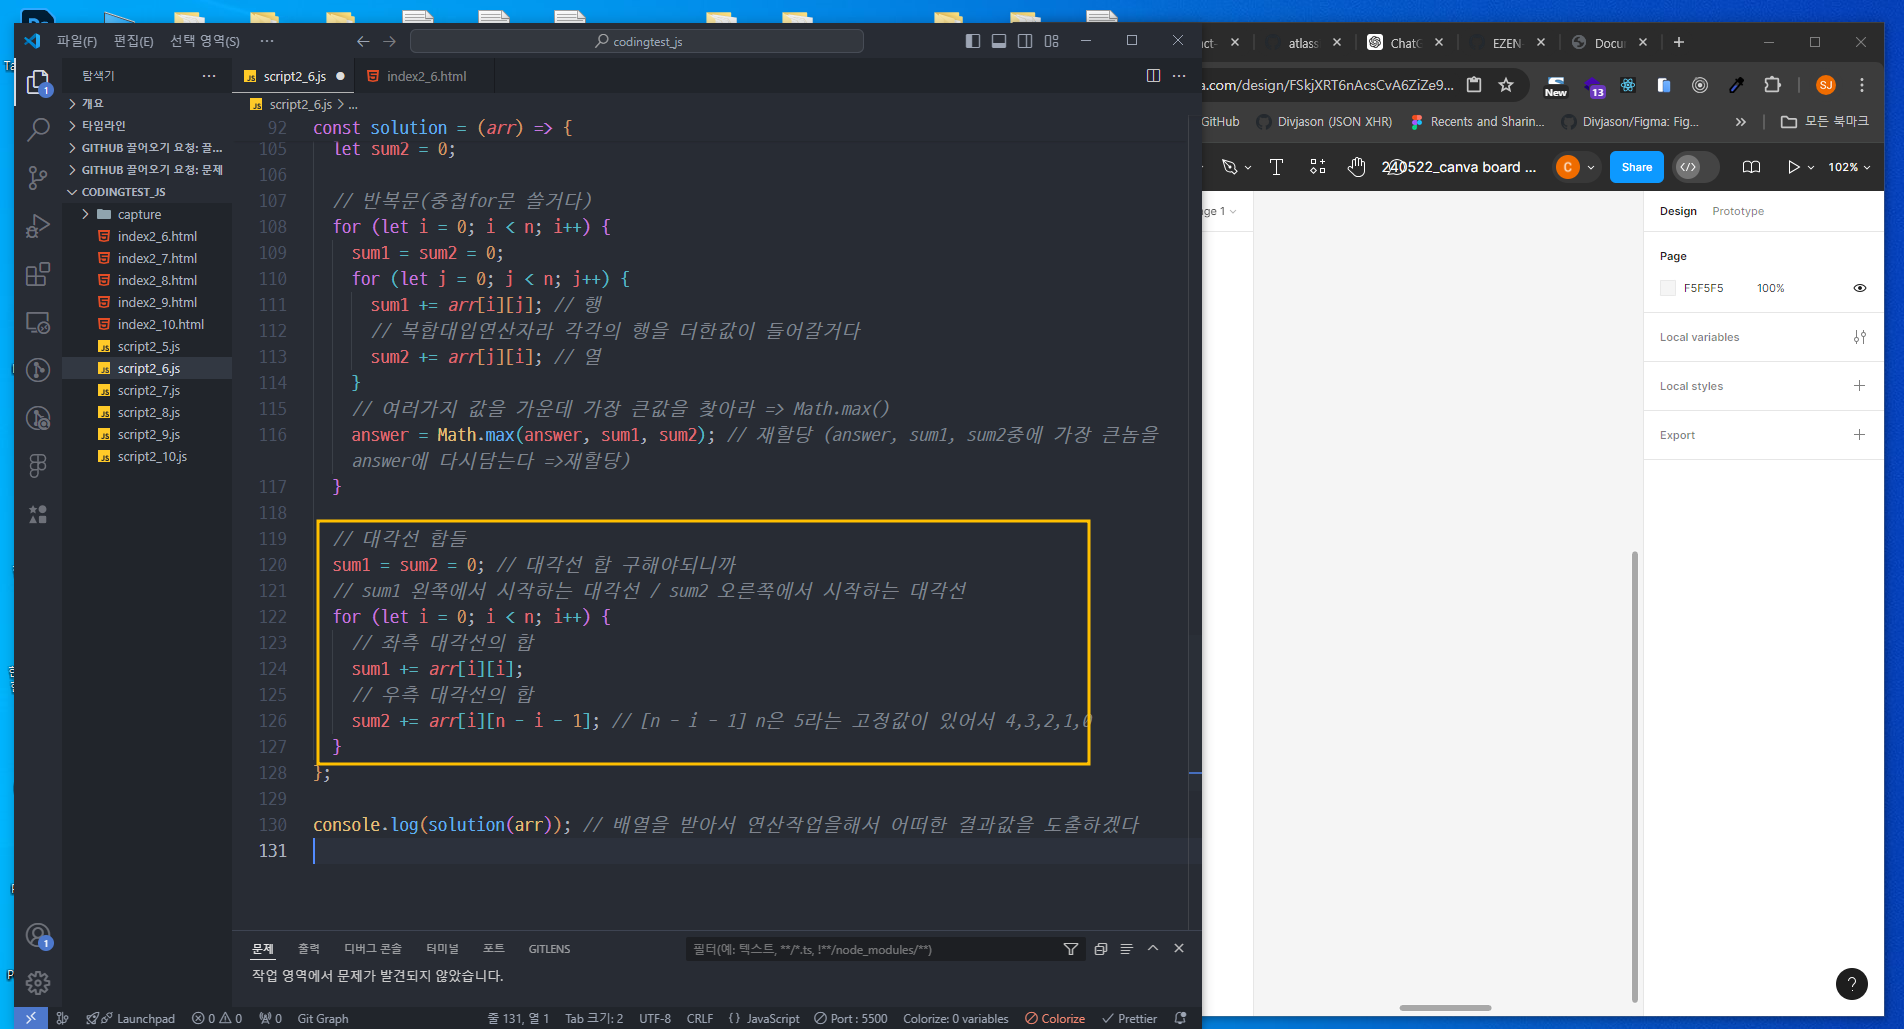 파일(F) 편집(E) 선택 영역(S) ··· codingtest_js
탐색기 ···
개요
타임라인
GITHUB 끌어오기 요청: 끌...
GITHUB 끌어오기 요청: 문제
CODINGTEST_JS
capture
index2_6.html
index2_7.html
index2_8.html
index2_9.html
index2_10.html
script2_5.js
script2_6.js
script2_7.js
script2_8.js
script2_9.js
script2_10.js
1
1
script2_6.js index2_6.html ···
script2_6.js > ...
92 const solution = (arr) => {
105 let sum2 = 0;
106
107 // 반복문(중첩for문 쓸거다)
108 for (let i = 0; i < n; i++) {
109 sum1 = sum2 = 0;
110 for (let j = 0; j < n; j++) {
111 sum1 += arr[i][j]; // 행
112 // 복합대입연산자라 각각의 행을 더한값이 들어갈거다
113 sum2 += arr[j][i]; // 열
114 }
115 // 여러가지 값을 가운데 가장 큰값을 찾아라 => Math.max()
116 answer = Math.max(answer, sum1, sum2); // 재할당 (answer, sum1, sum2중에 가장 큰놈을
answer에 다시담는다 =>재할당)
117 }
118
119 // 대각선 합들
120 sum1 = sum2 = 0; // 대각선 합 구해야되니까
121 // sum1 왼쪽에서 시작하는 대각선 / sum2 오른쪽에서 시작하는 대각선
122 for (let i = 0; i < n; i++) {
123 // 좌측 대각선의 합
124 sum1 += arr[i][i];
125 // 우측 대각선의 합
126 sum2 += arr[i][n - i - 1]; // [n - i - 1] n은 5라는 고정값이 있어서 4,3,2,1,0
127 }
128 };
129
130 console.log(solution(arr)); // 배열을 받아서 연산작업을해서 어떠한 결과값을 도출하겠다
131
문제 출력 디버그 콘솔 터미널 포트 GITLENS 필터(예: 텍스트, **/*.ts, !**/node_modules/**)
작업 영역에서 문제가 발견되지 않았습니다.
Launchpad 0 0 0 Git Graph 줄 131, 열 1 Tab 크기: 2 UTF-8 CRLF {} JavaScript Port : 5500 Colorize: 0 variables Colorize Prettier
atlass ChatG EZEN Docu
a.com/design/FSkjXRT6nAcsCvA6ZiZe9... New 13 SJ
GitHub Divjason (JSON XHR) Recents and Sharin... Divjason/Figma: Fig... » 모든 북마크
240522_canva board ... C Share 102%
ge 1
Design Prototype
Page
F5F5F5 100%
Local variables
Local styles
Export
?